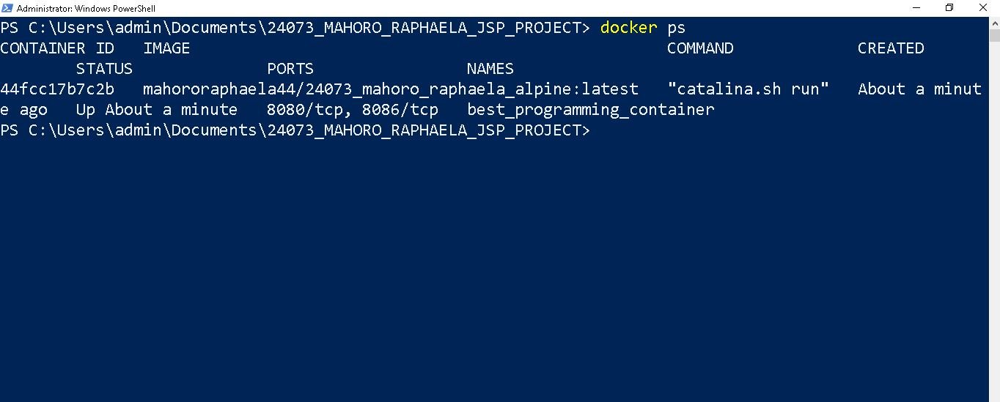 Administrator: Windows PowerShell
PS C:\Users\admin\Documents\24073_MAHORO_RAPHAELA_JSP_PROJECT> docker ps
CONTAINER ID   IMAGE                                                  COMMAND             CREATED
        STATUS              PORTS                NAMES
44fcc17b7c2b   mahororaphaela44/24073_mahoro_raphaela_alpine:latest   "catalina.sh run"   About a minut
e ago   Up About a minute   8080/tcp, 8086/tcp   best_programming_container
PS C:\Users\admin\Documents\24073_MAHORO_RAPHAELA_JSP_PROJECT>